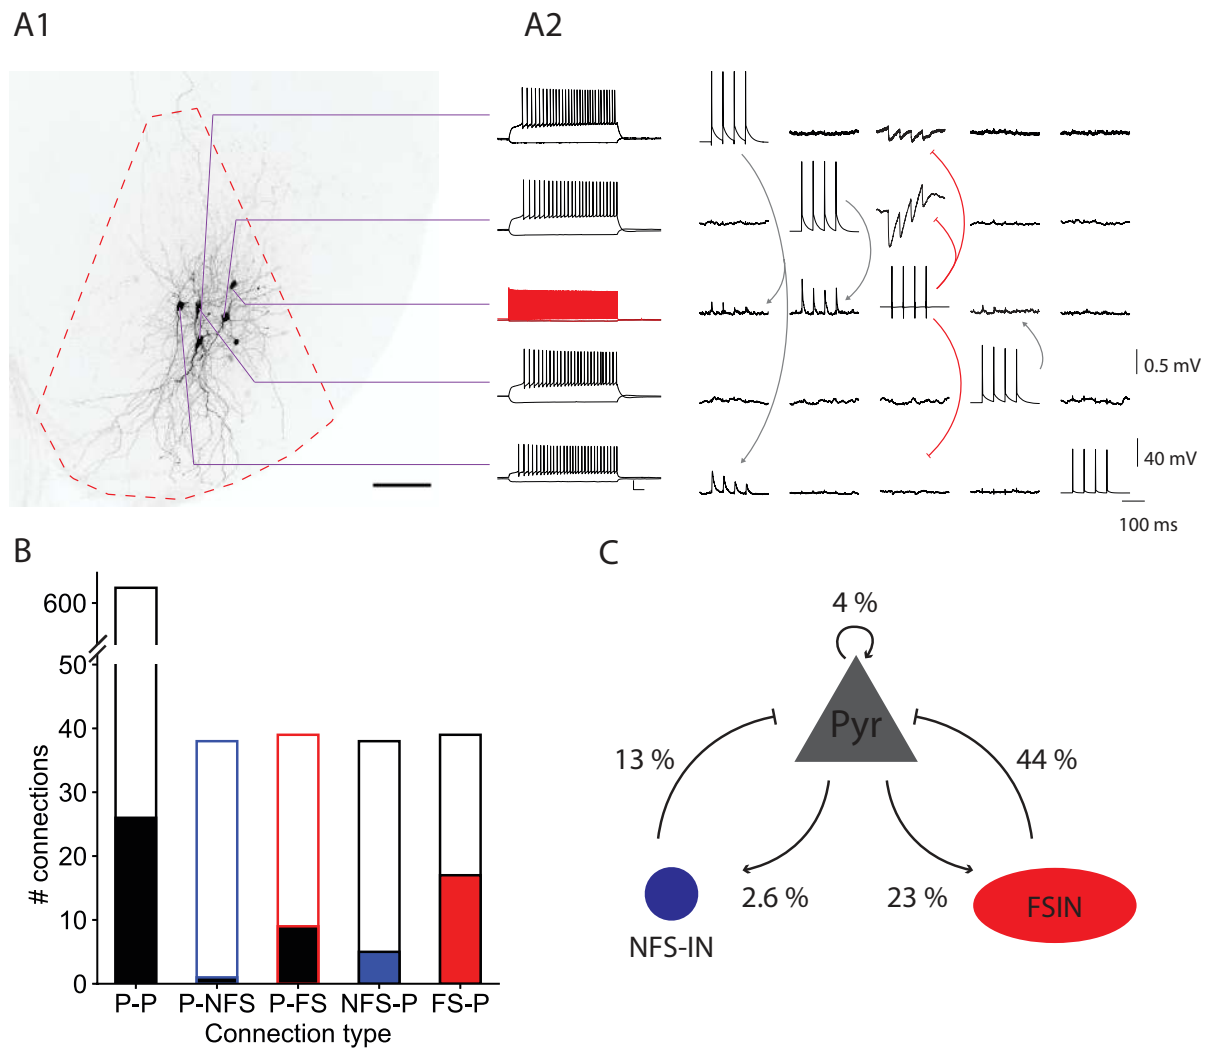 A1
A2
0.5 mV
40 mV
100 ms
B
600
50
40
30
20
10
0
# connections
P-P P-NFS P-FS NFS-P FS-P
Connection type
C
4 %
Pyr
13 %
44 %
2.6 %
23 %
NFS-IN
FSIN